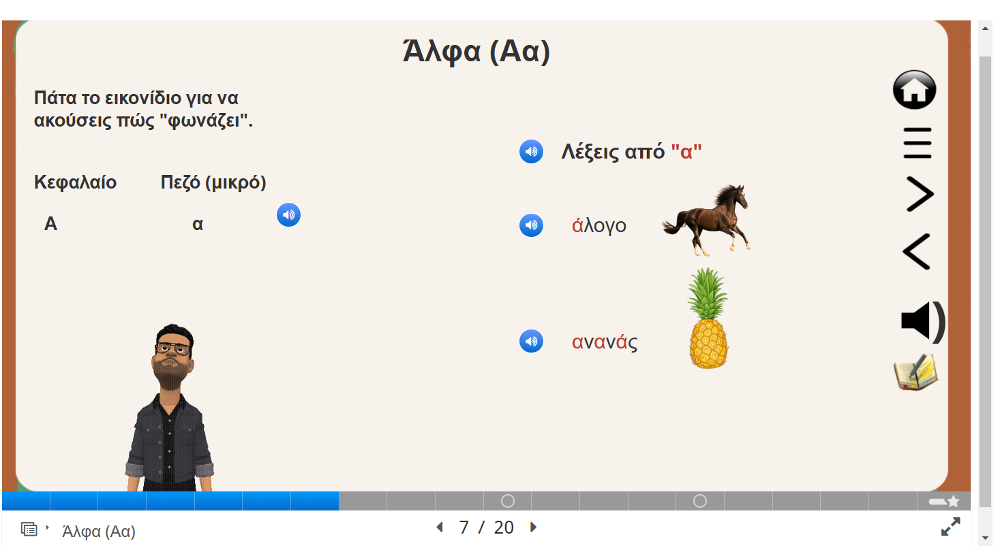 Άλφα (Αα)
Πάτα το εικονίδιο για να
ακούσεις πώς "φωνάζει".
Κεφαλαίο Πεζό (μικρό)
Α α
Λέξεις από "α"
άλογο
ανανάς
Άλφα (Αα)
7 / 20